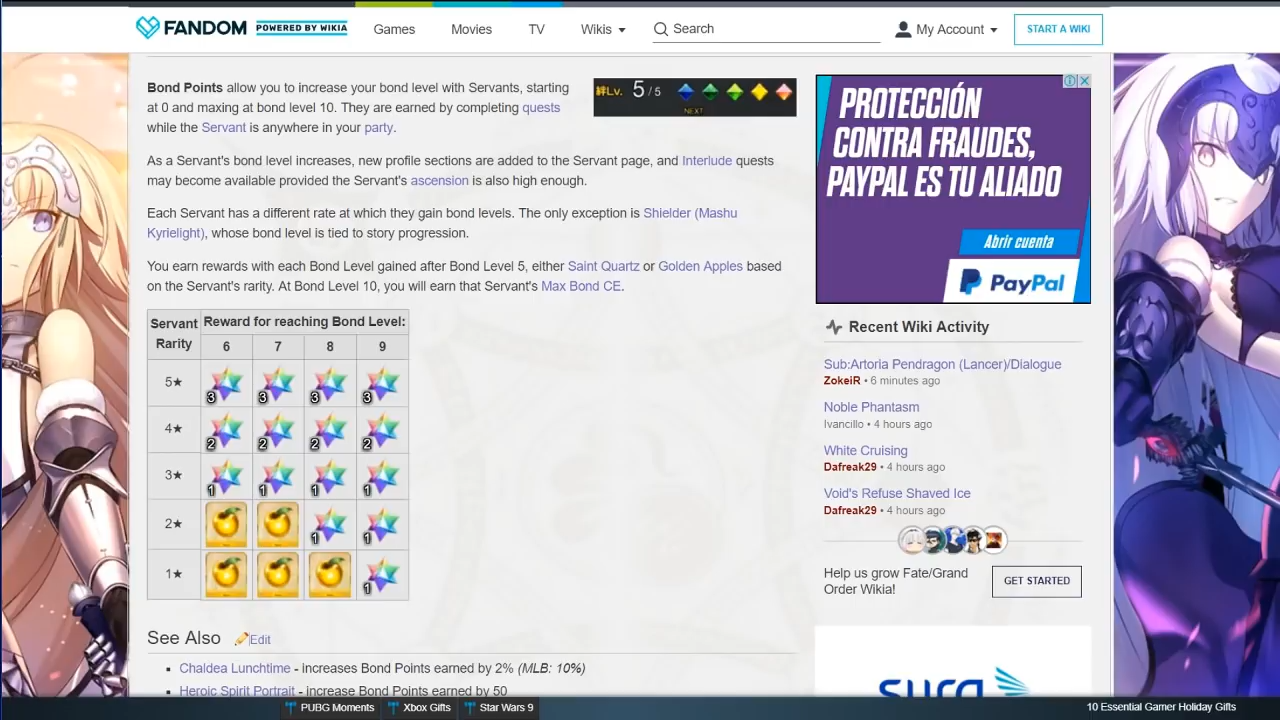 FANDOM POWERED BY WIKIA Games Movies TV Wikis Search My Account START A WIKI
Bond Points allow you to increase your bond level with Servants, starting
at 0 and maxing at bond level 10. They are earned by completing quests
while the Servant is anywhere in your party.
絆Lv. 5 / 5
NEXT
As a Servant's bond level increases, new profile sections are added to the Servant page, and Interlude quests
may become available provided the Servant's ascension is also high enough.
Each Servant has a different rate at which they gain bond levels. The only exception is Shielder (Mashu
Kyrielight), whose bond level is tied to story progression.
You earn rewards with each Bond Level gained after Bond Level 5, either Saint Quartz or Golden Apples based
on the Servant's rarity. At Bond Level 10, you will earn that Servant's Max Bond CE.
Servant Rarity Reward for reaching Bond Level:
6 7 8 9
5★ 3 3 3 3
4★ 2 2 2 2
3★ 1 1 1 1
2★ 1 1
1★ 1
See Also Edit
Chaldea Lunchtime - increases Bond Points earned by 2% (MLB: 10%)
Heroic Spirit Portrait - increase Bond Points earned by 50
PROTECCIÓN
CONTRA FRAUDES,
PAYPAL ES TU ALIADO
Abrir cuenta
PayPal
Recent Wiki Activity
Sub:Artoria Pendragon (Lancer)/Dialogue
ZokeiR • 6 minutes ago
Noble Phantasm
Ivancillo • 4 hours ago
White Cruising
Dafreak29 • 4 hours ago
Void's Refuse Shaved Ice
Dafreak29 • 4 hours ago
Help us grow Fate/Grand
Order Wikia!
GET STARTED
sura
PUBG Moments Xbox Gifts Star Wars 9 10 Essential Gamer Holiday Gifts